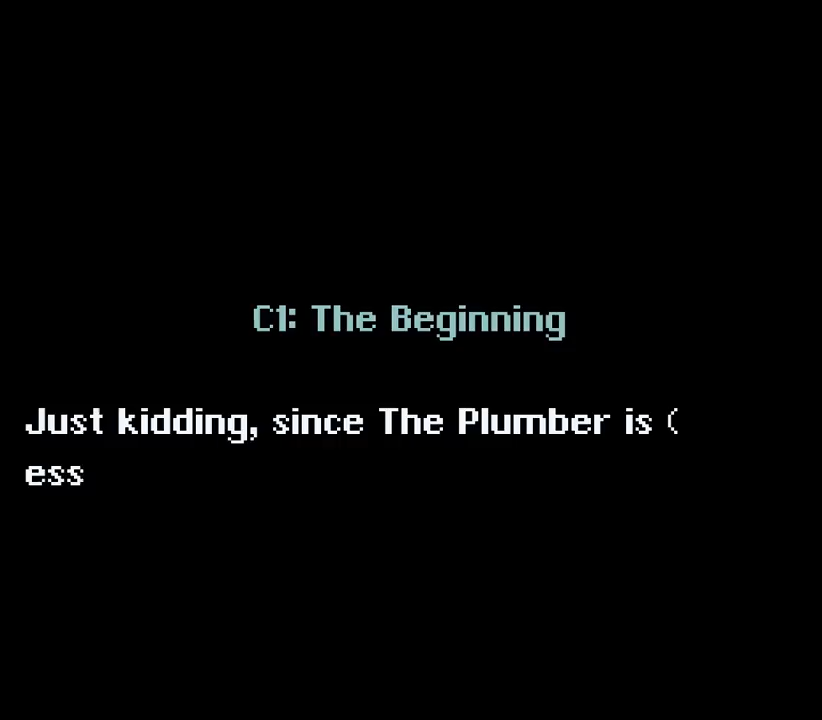 C1: The Beginning
Just kidding, since The Plumber is (
ess